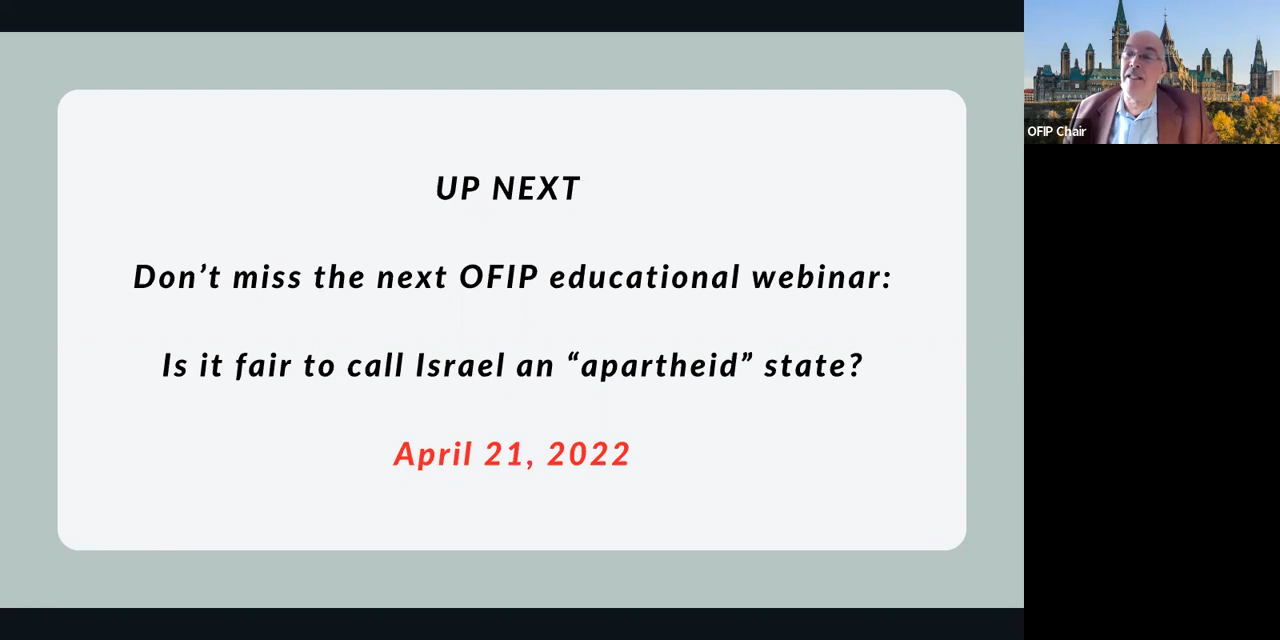 UP NEXT
Don’t miss the next OFIP educational webinar:
Is it fair to call Israel an “apartheid” state?
April 21, 2022
OFIP Chair